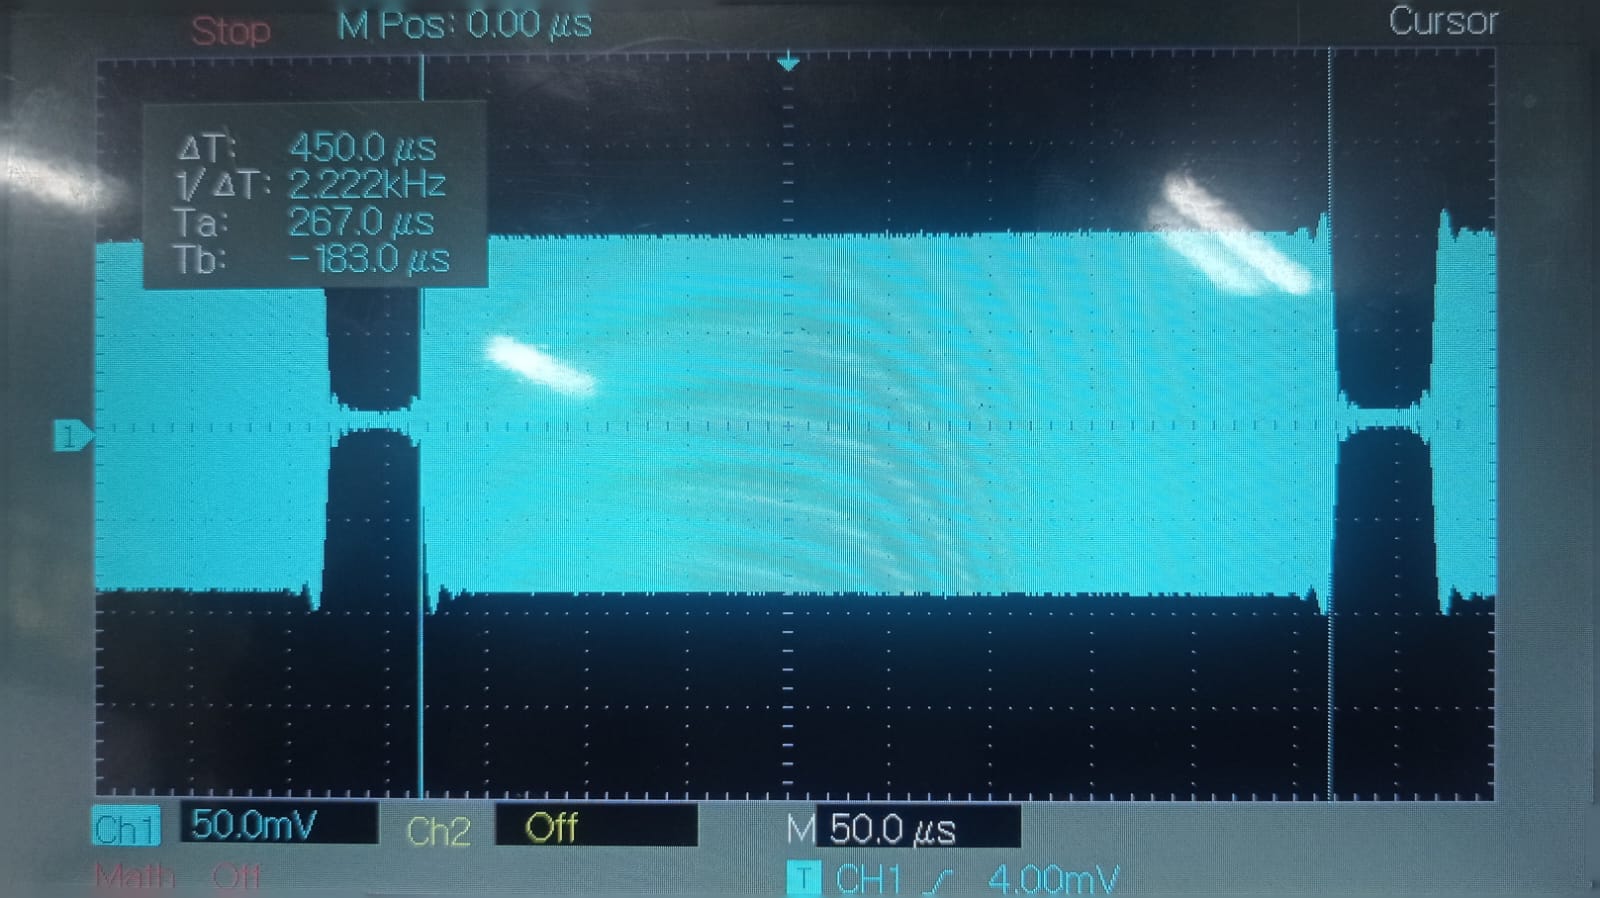 Stop M Pos: 0.00 μs Cursor
ΔT: 450.0 μs
1/ΔT: 2.222kHz
Ta: 267.0 μs
Tb: -183.0 μs
1
Ch1 50.0mV Ch2 Off M 50.0 μs
Math Off T CH1 4.00mV